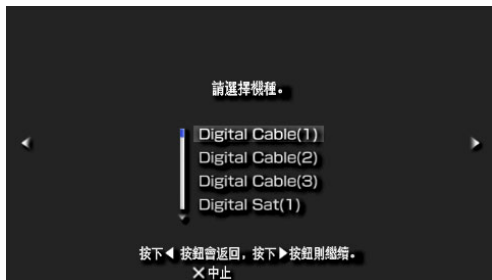 請選擇機種。
Digital Cable(1)
Digital Cable(2)
Digital Cable(3)
Digital Sat(1)
按下◀ 按鈕會返回，按下▶按鈕則繼續。
✕中止